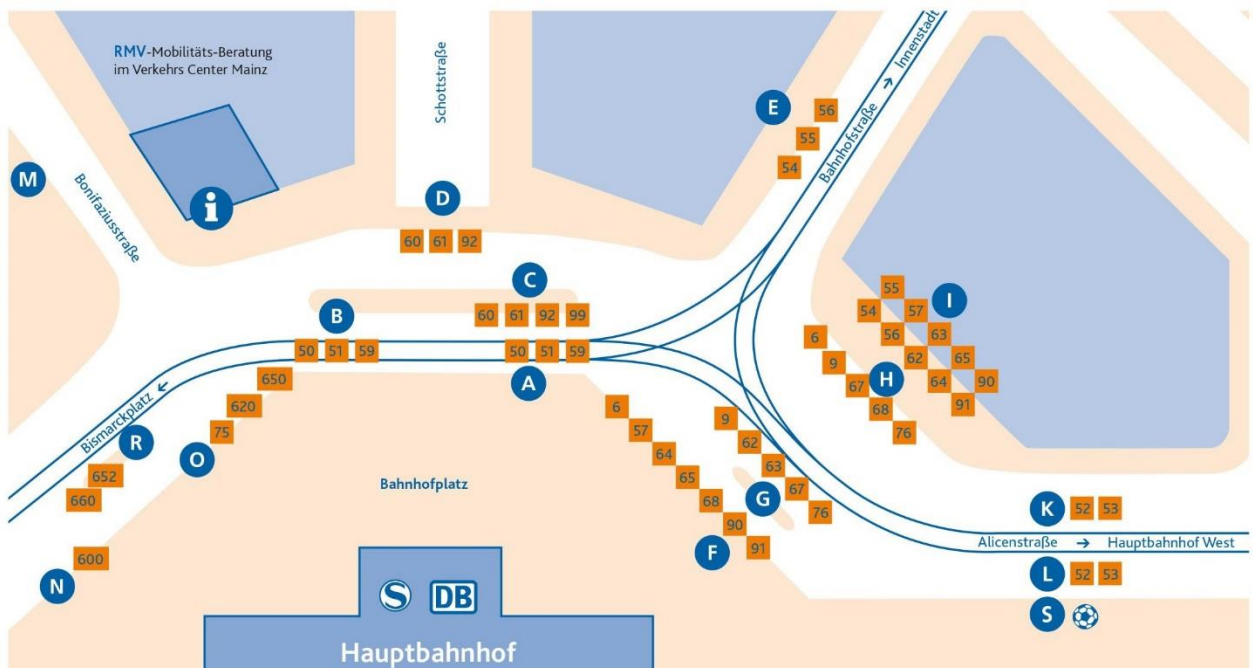 RMV-Mobilitäts-Beratung
im Verkehrs Center Mainz
Schottstraße
Bahnhofstraße → Innenstadt
E
56
55
54
M
Bonifaziusstraße
i
D
60 61 92
C
60 61 92 99
B
50 51 59
50 51 59
A
I
55
54 57
56 63
62 65
64 90
91
H
6
9
67
68
76
650
620
75
O
Bismarckplatz ←
R
652
660
600
N
Bahnhofplatz
6
57
64
65
68
90
91
F
9
62
63
67
76
G
K 52 53
Alicenstraße → Hauptbahnhof West
L 52 53
S
S DB
Hauptbahnhof